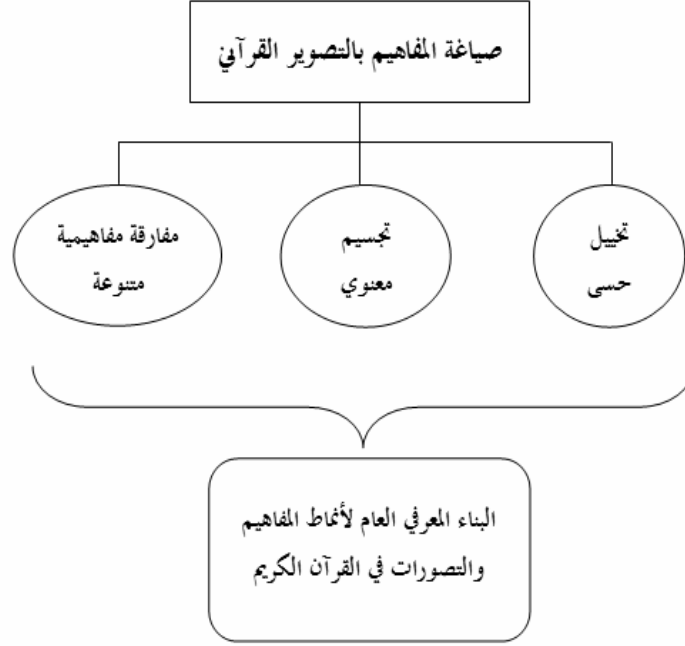 صياغة المفاهيم بالتصوير القرآني
تخييل
حسى
تجسيم
معنوي
مفارقة مفاهيمية
متنوعة
البناء المعرفي العام لأنماط المفاهيم
والتصورات في القرآن الكريم